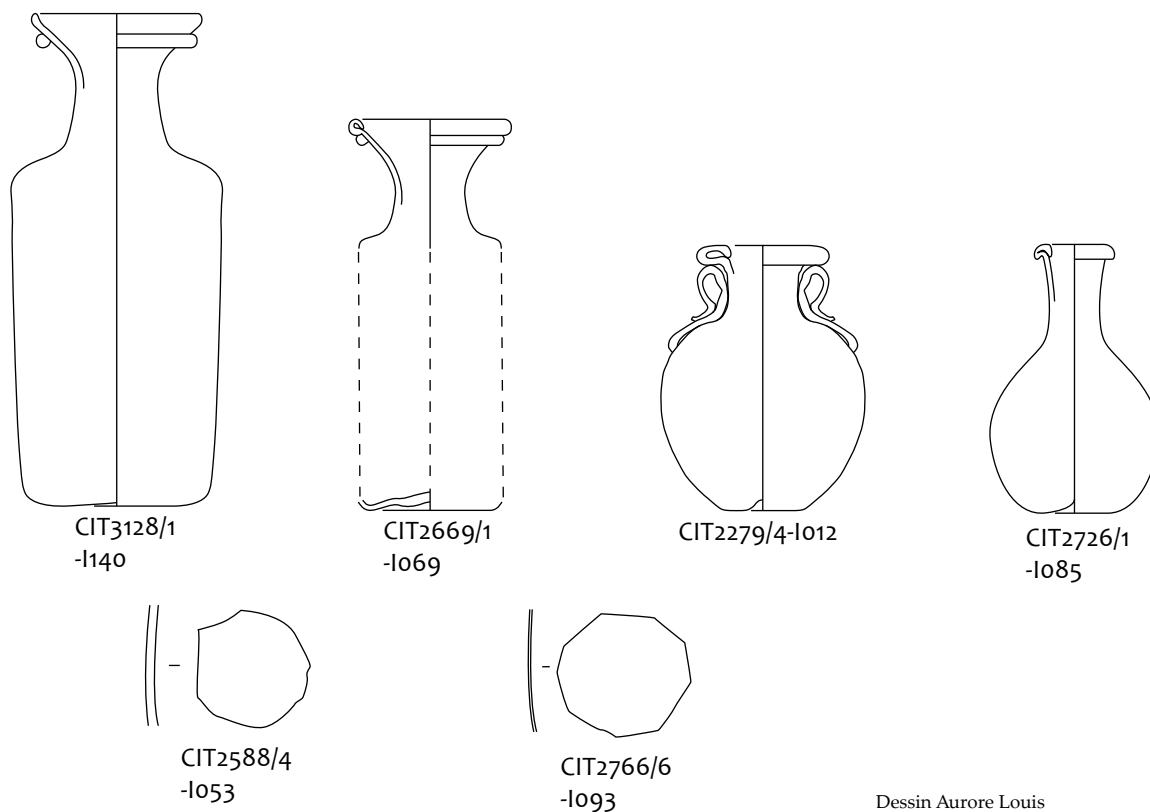 CIT3128/1
-I140
CIT2669/1
-I069
CIT2279/4-I012
CIT2726/1
-I085
CIT2588/4
-I053
CIT2766/6
-I093
Dessin Aurore Louis